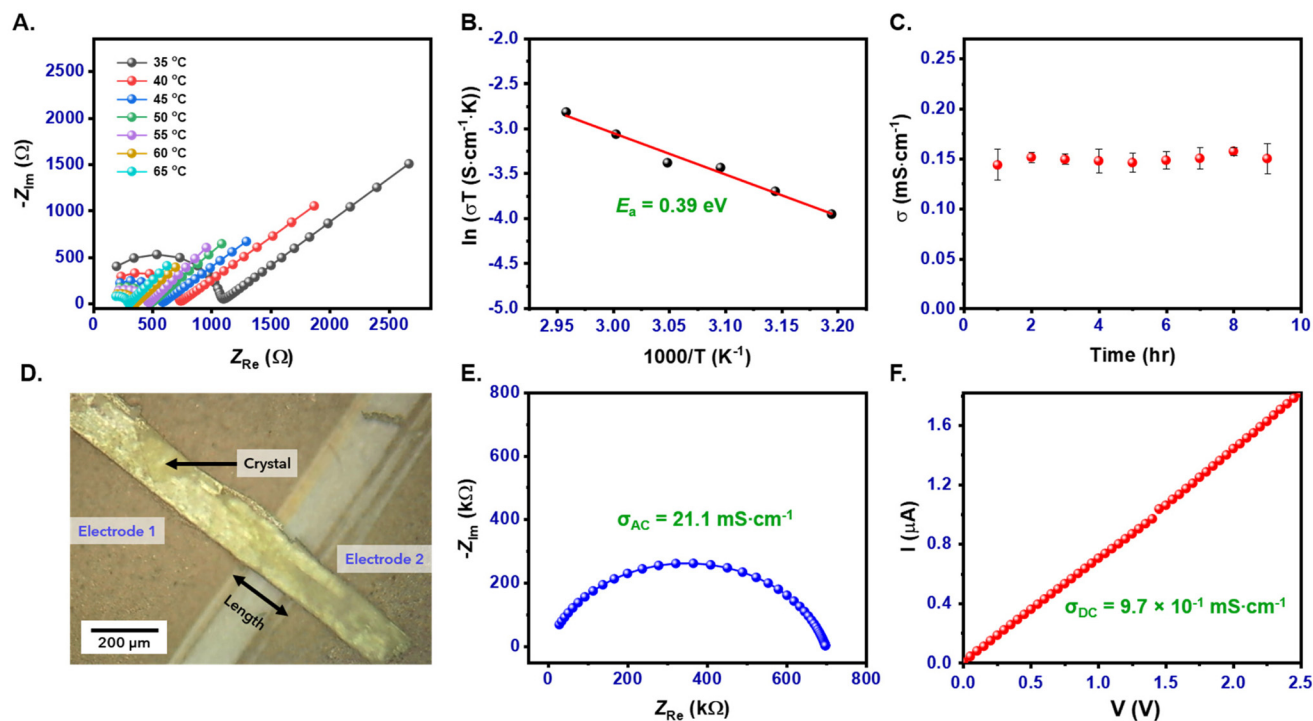 A.
-Z_Im (Ω)
2500
2000
1500
1000
500
0
35 °C
40 °C
45 °C
50 °C
55 °C
60 °C
65 °C
0 500 1000 1500 2000 2500
Z_Re (Ω)
B.
ln (σT (S·cm⁻¹·K)
-2.0
-2.5
-3.0
-3.5
-4.0
-4.5
-5.0
E_a = 0.39 eV
2.95 3.00 3.05 3.10 3.15 3.20
1000/T (K⁻¹)
C.
σ (mS·cm⁻¹)
0.25
0.20
0.15
0.10
0.05
0.00
0 2 4 6 8 10
Time (hr)
D.
Crystal
Electrode 1
Electrode 2
Length
200 µm
E.
-Z_Im (kΩ)
800
600
400
200
0
σ_AC = 21.1 mS·cm⁻¹
0 200 400 600 800
Z_Re (kΩ)
F.
I (µA)
1.6
1.2
0.8
0.4
0.0
σ_DC = 9.7 × 10⁻¹ mS·cm⁻¹
0.0 0.5 1.0 1.5 2.0 2.5
V (V)